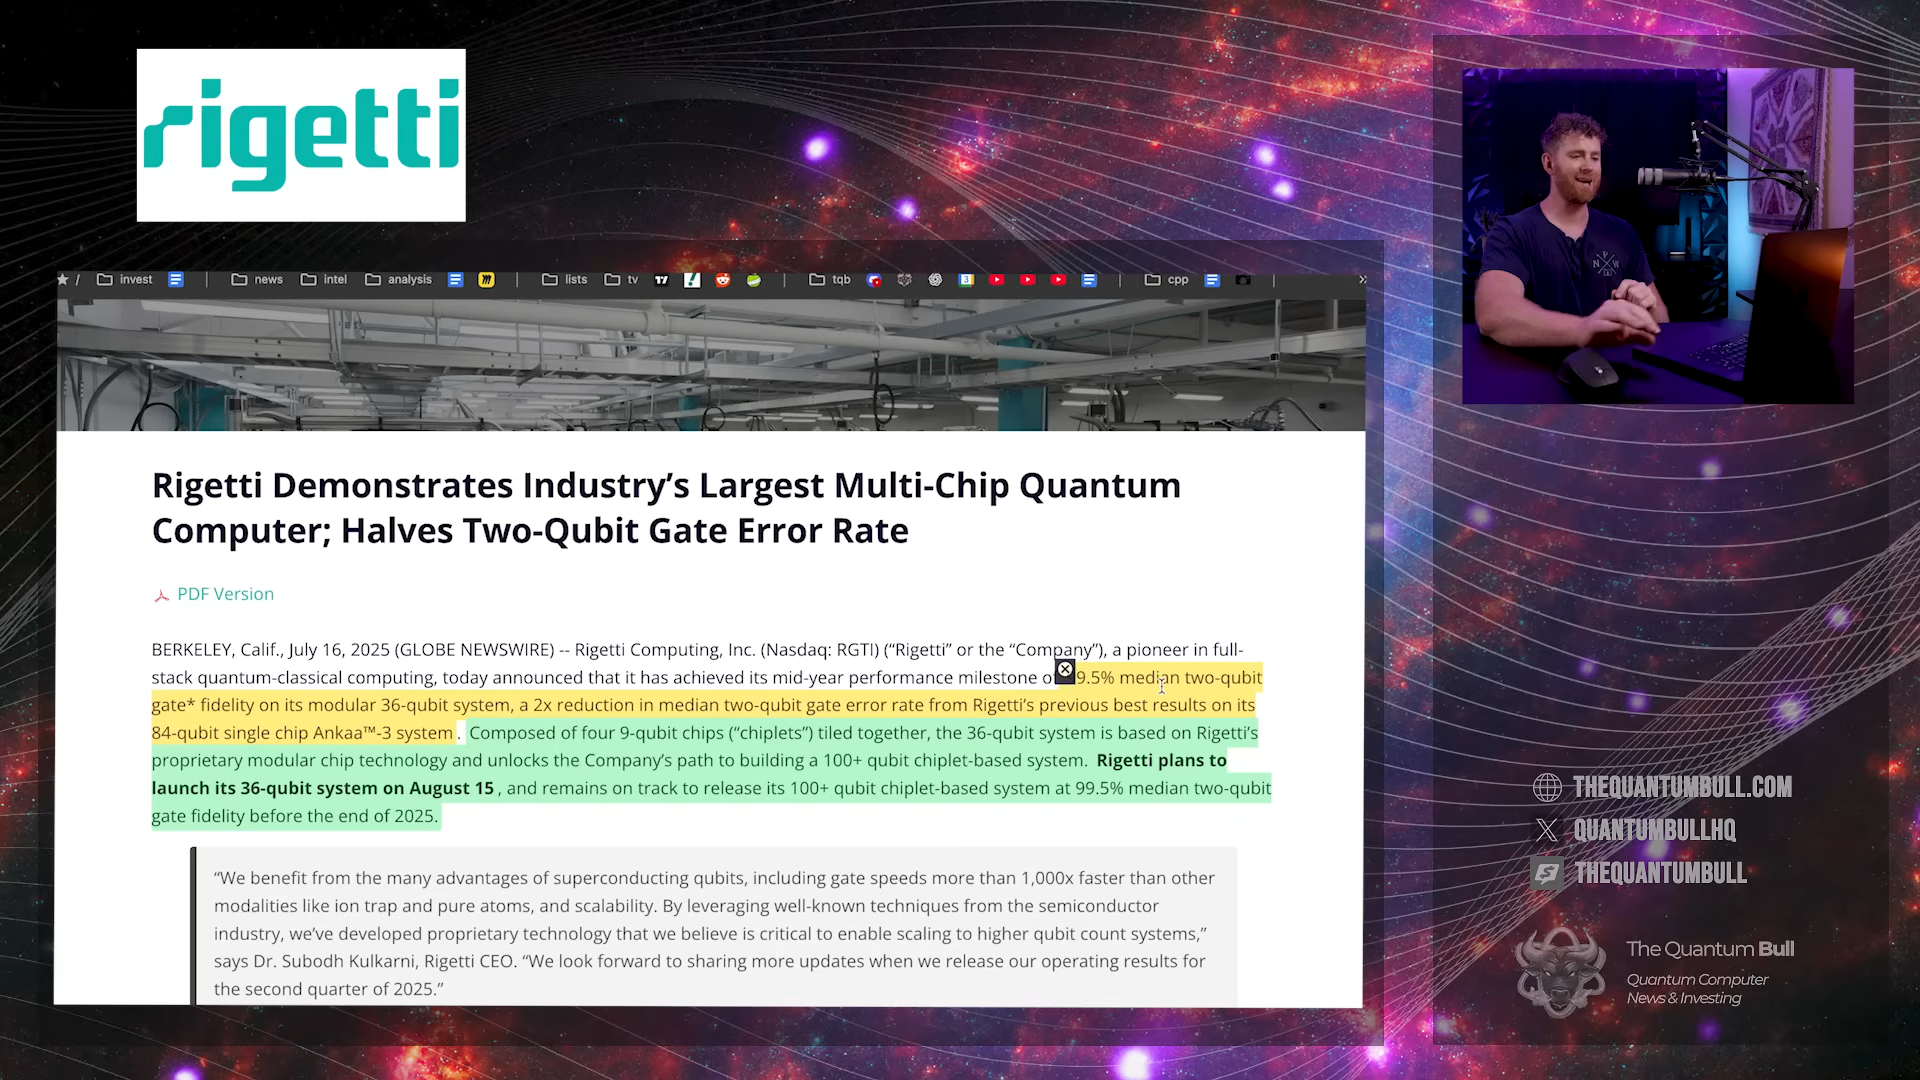 rigetti
/ invest news intel analysis lists tv tqb cpp
Rigetti Demonstrates Industry’s Largest Multi-Chip Quantum
Computer; Halves Two-Qubit Gate Error Rate
PDF Version
BERKELEY, Calif., July 16, 2025 (GLOBE NEWSWIRE) -- Rigetti Computing, Inc. (Nasdaq: RGTI) (“Rigetti” or the “Company”), a pioneer in full-
stack quantum-classical computing, today announced that it has achieved its mid-year performance milestone o 9.5% median two-qubit
gate* fidelity on its modular 36-qubit system, a 2x reduction in median two-qubit gate error rate from Rigetti’s previous best results on its
84-qubit single chip Ankaa™-3 system. Composed of four 9-qubit chips (“chiplets”) tiled together, the 36-qubit system is based on Rigetti’s
proprietary modular chip technology and unlocks the Company’s path to building a 100+ qubit chiplet-based system. Rigetti plans to
launch its 36-qubit system on August 15, and remains on track to release its 100+ qubit chiplet-based system at 99.5% median two-qubit
gate fidelity before the end of 2025.
“We benefit from the many advantages of superconducting qubits, including gate speeds more than 1,000x faster than other
modalities like ion trap and pure atoms, and scalability. By leveraging well-known techniques from the semiconductor
industry, we’ve developed proprietary technology that we believe is critical to enable scaling to higher qubit count systems,”
says Dr. Subodh Kulkarni, Rigetti CEO. “We look forward to sharing more updates when we release our operating results for
the second quarter of 2025.”
N P W
THEQUANTUMBULL.COM
QUANTUMBULLHQ
THEQUANTUMBULL
The Quantum Bull
Quantum Computer
News & Investing